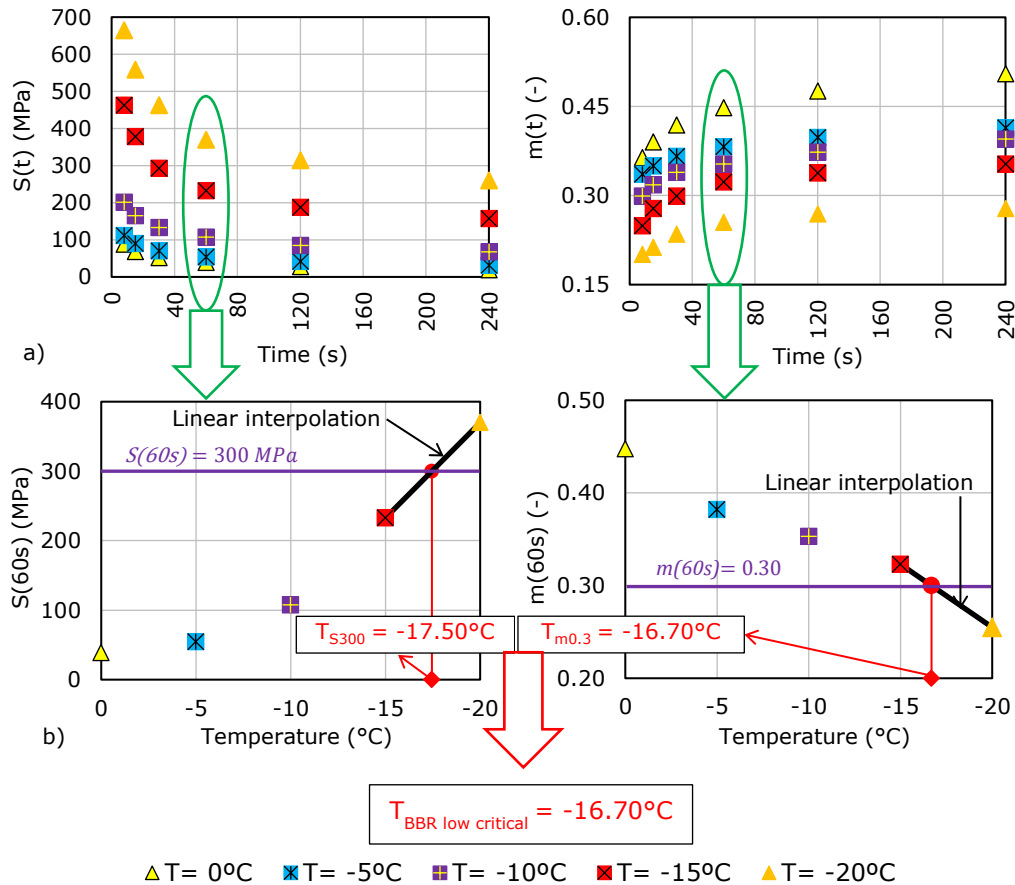 700
600
500
400
300
200
100
0
S(t) (MPa)
0
40
80
120
160
200
240
Time (s)
a)
0.60
0.45
0.30
0.15
m(t) (-)
0
40
80
120
160
200
240
Time (s)
400
300
200
100
0
S(60s) (MPa)
Linear interpolation
S(60s) = 300 MPa
T S300 = -17.50°C
0
-5
-10
-15
-20
b)
Temperature (°C)
0.50
0.40
0.30
0.20
m(60s) (-)
Linear interpolation
m(60s)= 0.30
T m0.3 = -16.70°C
0
-5
-10
-15
-20
Temperature (°C)
T BBR low critical = -16.70°C
T= 0ºC T= -5ºC T= -10ºC T= -15ºC T= -20ºC